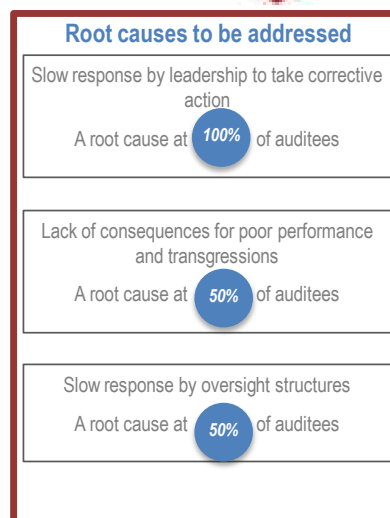 Root causes to be addressed
Slow response by leadership to take corrective
action
A root cause at 100% of auditees
Lack of consequences for poor performance
and transgressions
A root cause at 50% of auditees
Slow response by oversight structures
A root cause at 50% of auditees